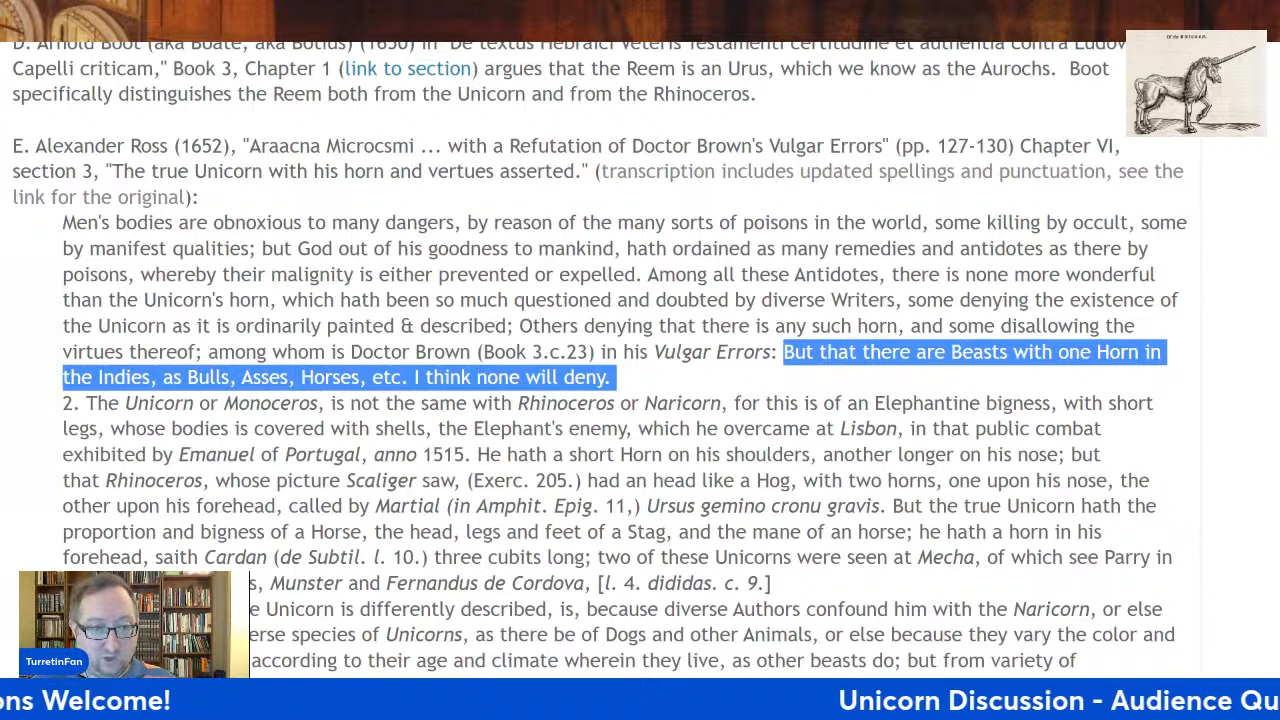 D. Arnold Boot (aka Boate, aka Botius) (1650) in "De Textus Hebraici Veteris Testamenti certitudine et authentia contra Ludov
Capelli criticam," Book 3, Chapter 1 (link to section) argues that the Reem is an Urus, which we know as the Aurochs.  Boot
specifically distinguishes the Reem both from the Unicorn and from the Rhinoceros.
Of the UNICORN.
E. Alexander Ross (1652), "Araacna Microcsmi ... with a Refutation of Doctor Brown's Vulgar Errors" (pp. 127-130) Chapter VI,
section 3, "The true Unicorn with his horn and vertues asserted." (transcription includes updated spellings and punctuation, see the
link for the original):
Men's bodies are obnoxious to many dangers, by reason of the many sorts of poisons in the world, some killing by occult, some
by manifest qualities; but God out of his goodness to mankind, hath ordained as many remedies and antidotes as there by
poisons, whereby their malignity is either prevented or expelled. Among all these Antidotes, there is none more wonderful
than the Unicorn's horn, which hath been so much questioned and doubted by diverse Writers, some denying the existence of
the Unicorn as it is ordinarily painted & described; Others denying that there is any such horn, and some disallowing the
virtues thereof; among whom is Doctor Brown (Book 3.c.23) in his Vulgar Errors: But that there are Beasts with one Horn in
the Indies, as Bulls, Asses, Horses, etc. I think none will deny.
2. The Unicorn or Monoceros, is not the same with Rhinoceros or Naricorn, for this is of an Elephantine bigness, with short
legs, whose bodies is covered with shells, the Elephant's enemy, which he overcame at Lisbon, in that public combat
exhibited by Emanuel of Portugal, anno 1515. He hath a short Horn on his shoulders, another longer on his nose; but
that Rhinoceros, whose picture Scaliger saw, (Exerc. 205.) had an head like a Hog, with two horns, one upon his nose, the
other upon his forehead, called by Martial (in Amphit. Epig. 11,) Ursus gemino cronu gravis. But the true Unicorn hath the
proportion and bigness of a Horse, the head, legs and feet of a Stag, and the mane of an horse; he hath a horn in his
forehead, saith Cardan (de Subtil. l. 10.) three cubits long; two of these Unicorns were seen at Mecha, of which see Parry in
s, Munster and Fernandus de Cordova, [l. 4. dididas. c. 9.]
e Unicorn is differently described, is, because diverse Authors confound him with the Naricorn, or else
erse species of Unicorns, as there be of Dogs and other Animals, or else because they vary the color and
according to their age and climate wherein they live, as other beasts do; but from variety of
TurretinFan
ons Welcome!
Unicorn Discussion - Audience Qu